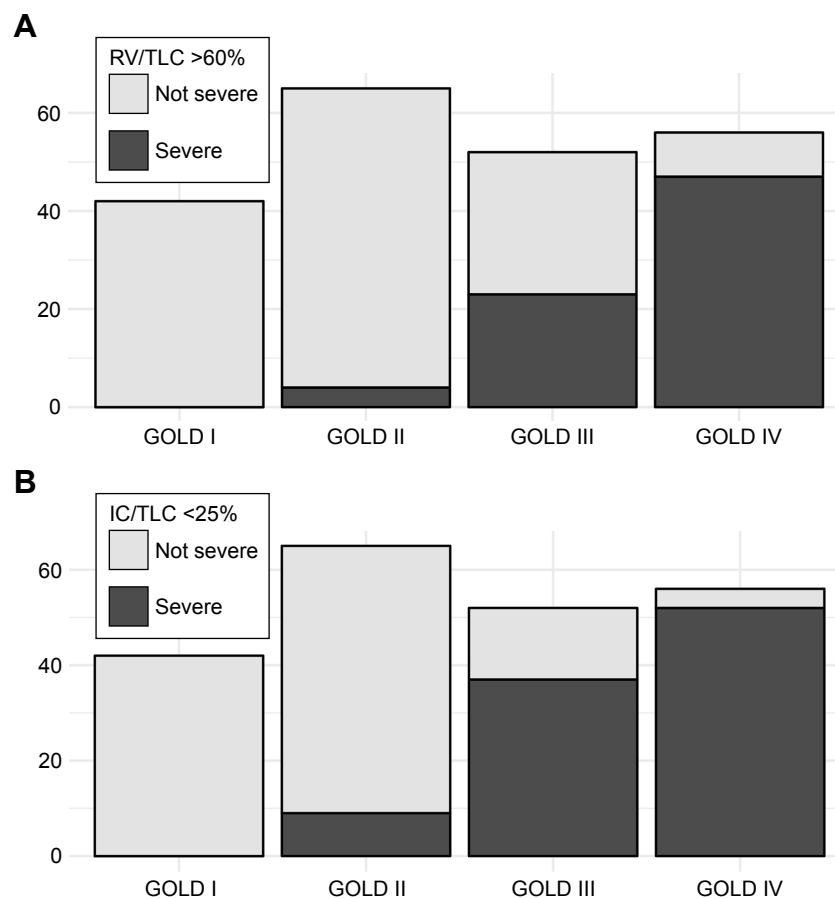 A
RV/TLC >60%
Not severe
Severe
60
40
20
0
GOLD I GOLD II GOLD III GOLD IV
B
IC/TLC <25%
Not severe
Severe
60
40
20
0
GOLD I GOLD II GOLD III GOLD IV